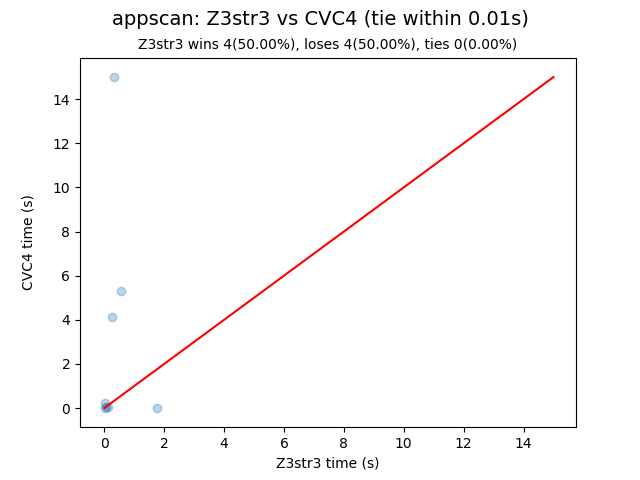 appscan: Z3str3 vs CVC4 (tie within 0.01s)
Z3str3 wins 4(50.00%), loses 4(50.00%), ties 0(0.00%)
14
12
10
8
6
4
2
0
CVC4 time (s)
0 2 4 6 8 10 12 14
Z3str3 time (s)